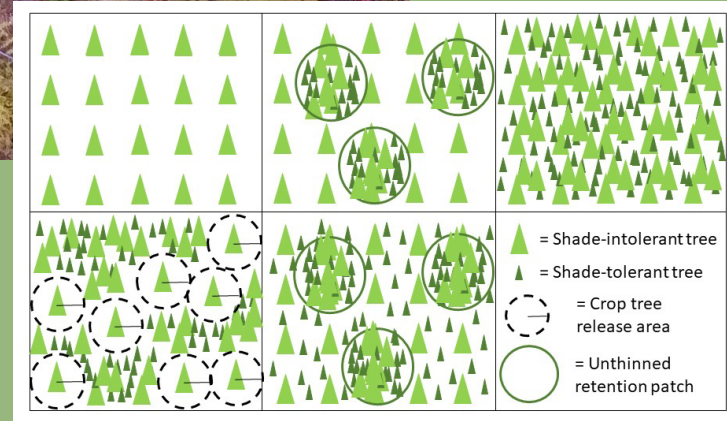 = Shade-intolerant tree
= Shade-tolerant tree
= Crop tree
release area
= Unthinned
retention patch